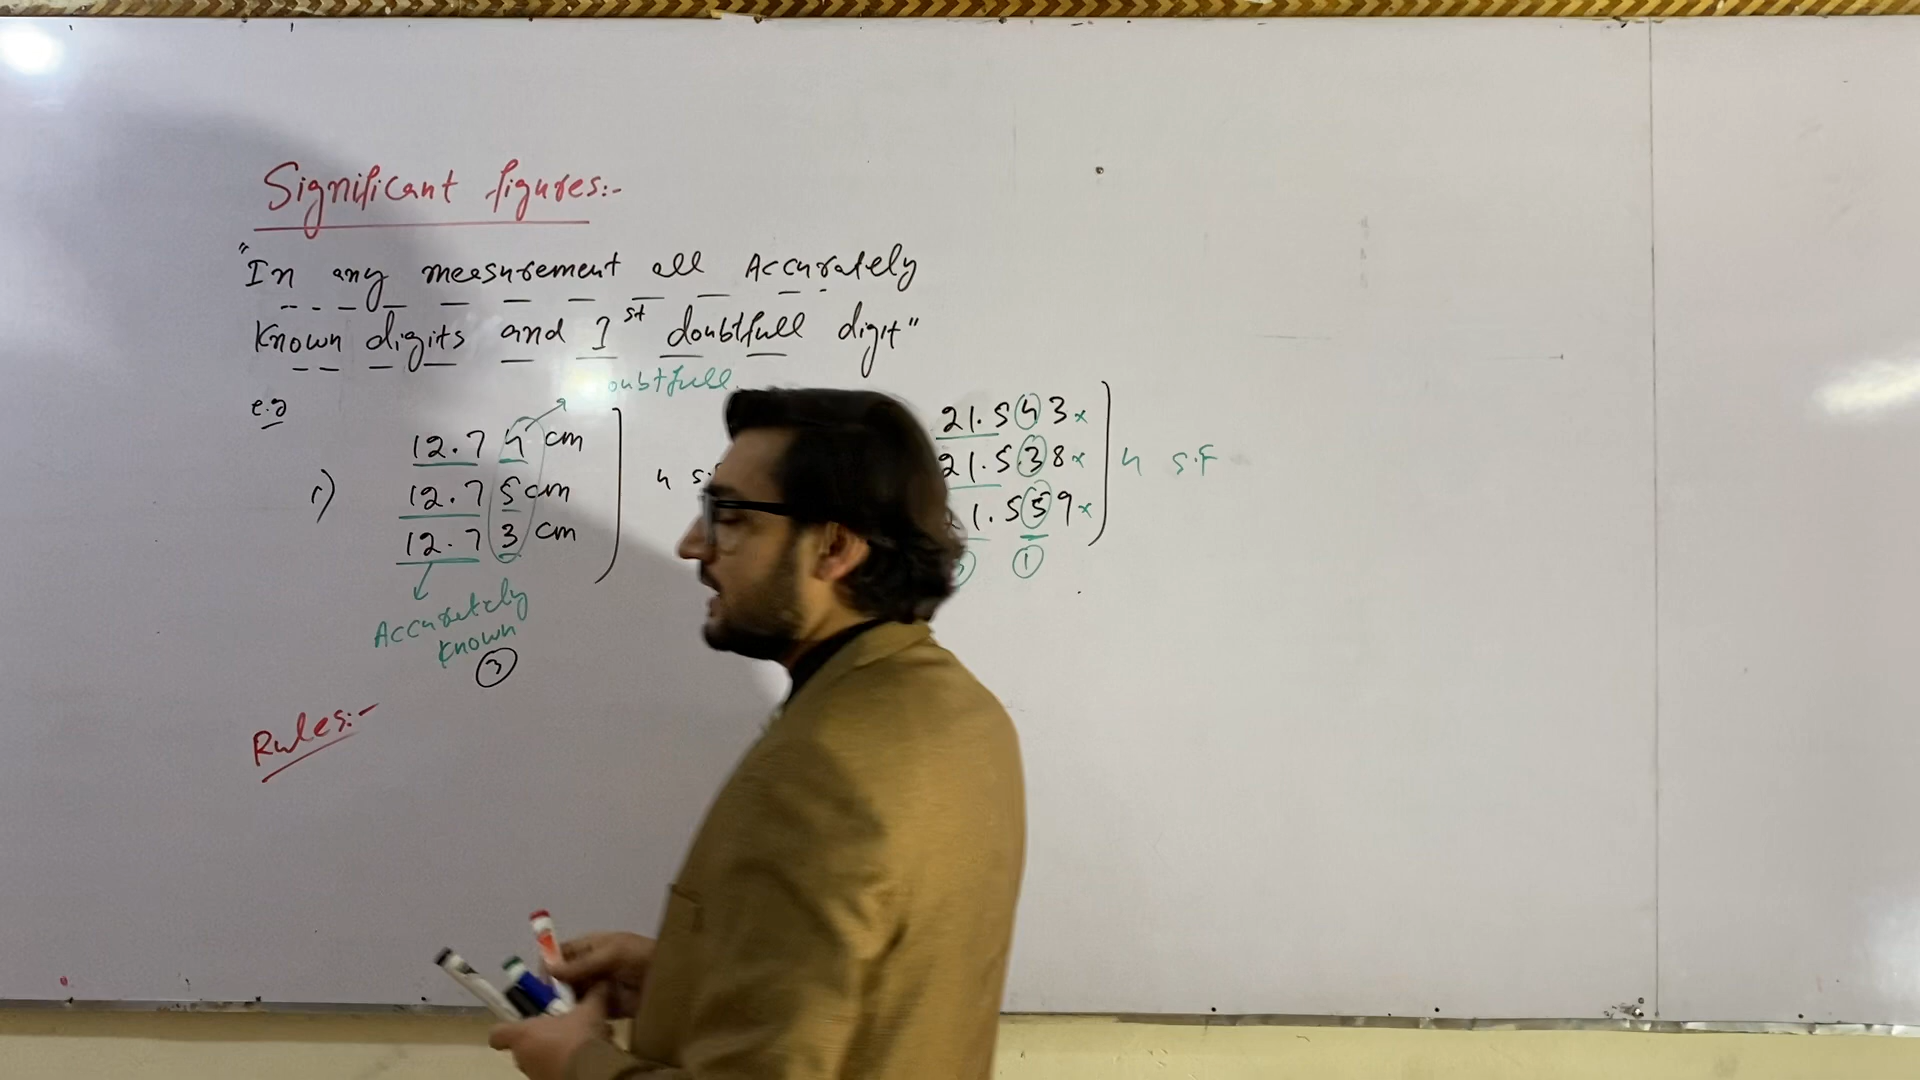 Significant figures:-
"In any measurement all Accurately
Known digits and 1st doubtfull digit"
e.g
oubtfull
1) 12.7 4 cm
12.7 5 cm
12.7 3 cm
4 s.
21.5 4 3 x
21.5 3 8 x
1.5 5 9 x
4 S.F
1
Accurately
known
3
Rules:-